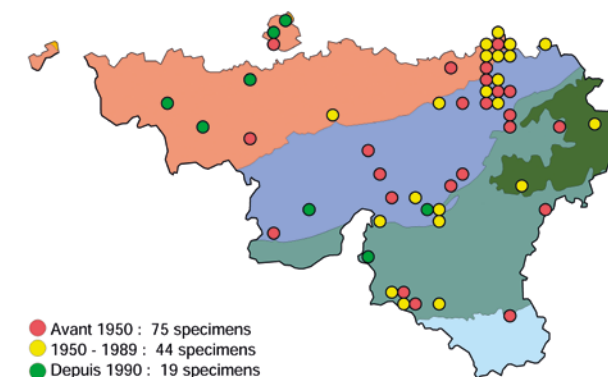 Avant 1950 : 75 specimens
1950 - 1989 : 44 specimens
Depuis 1990 : 19 specimens